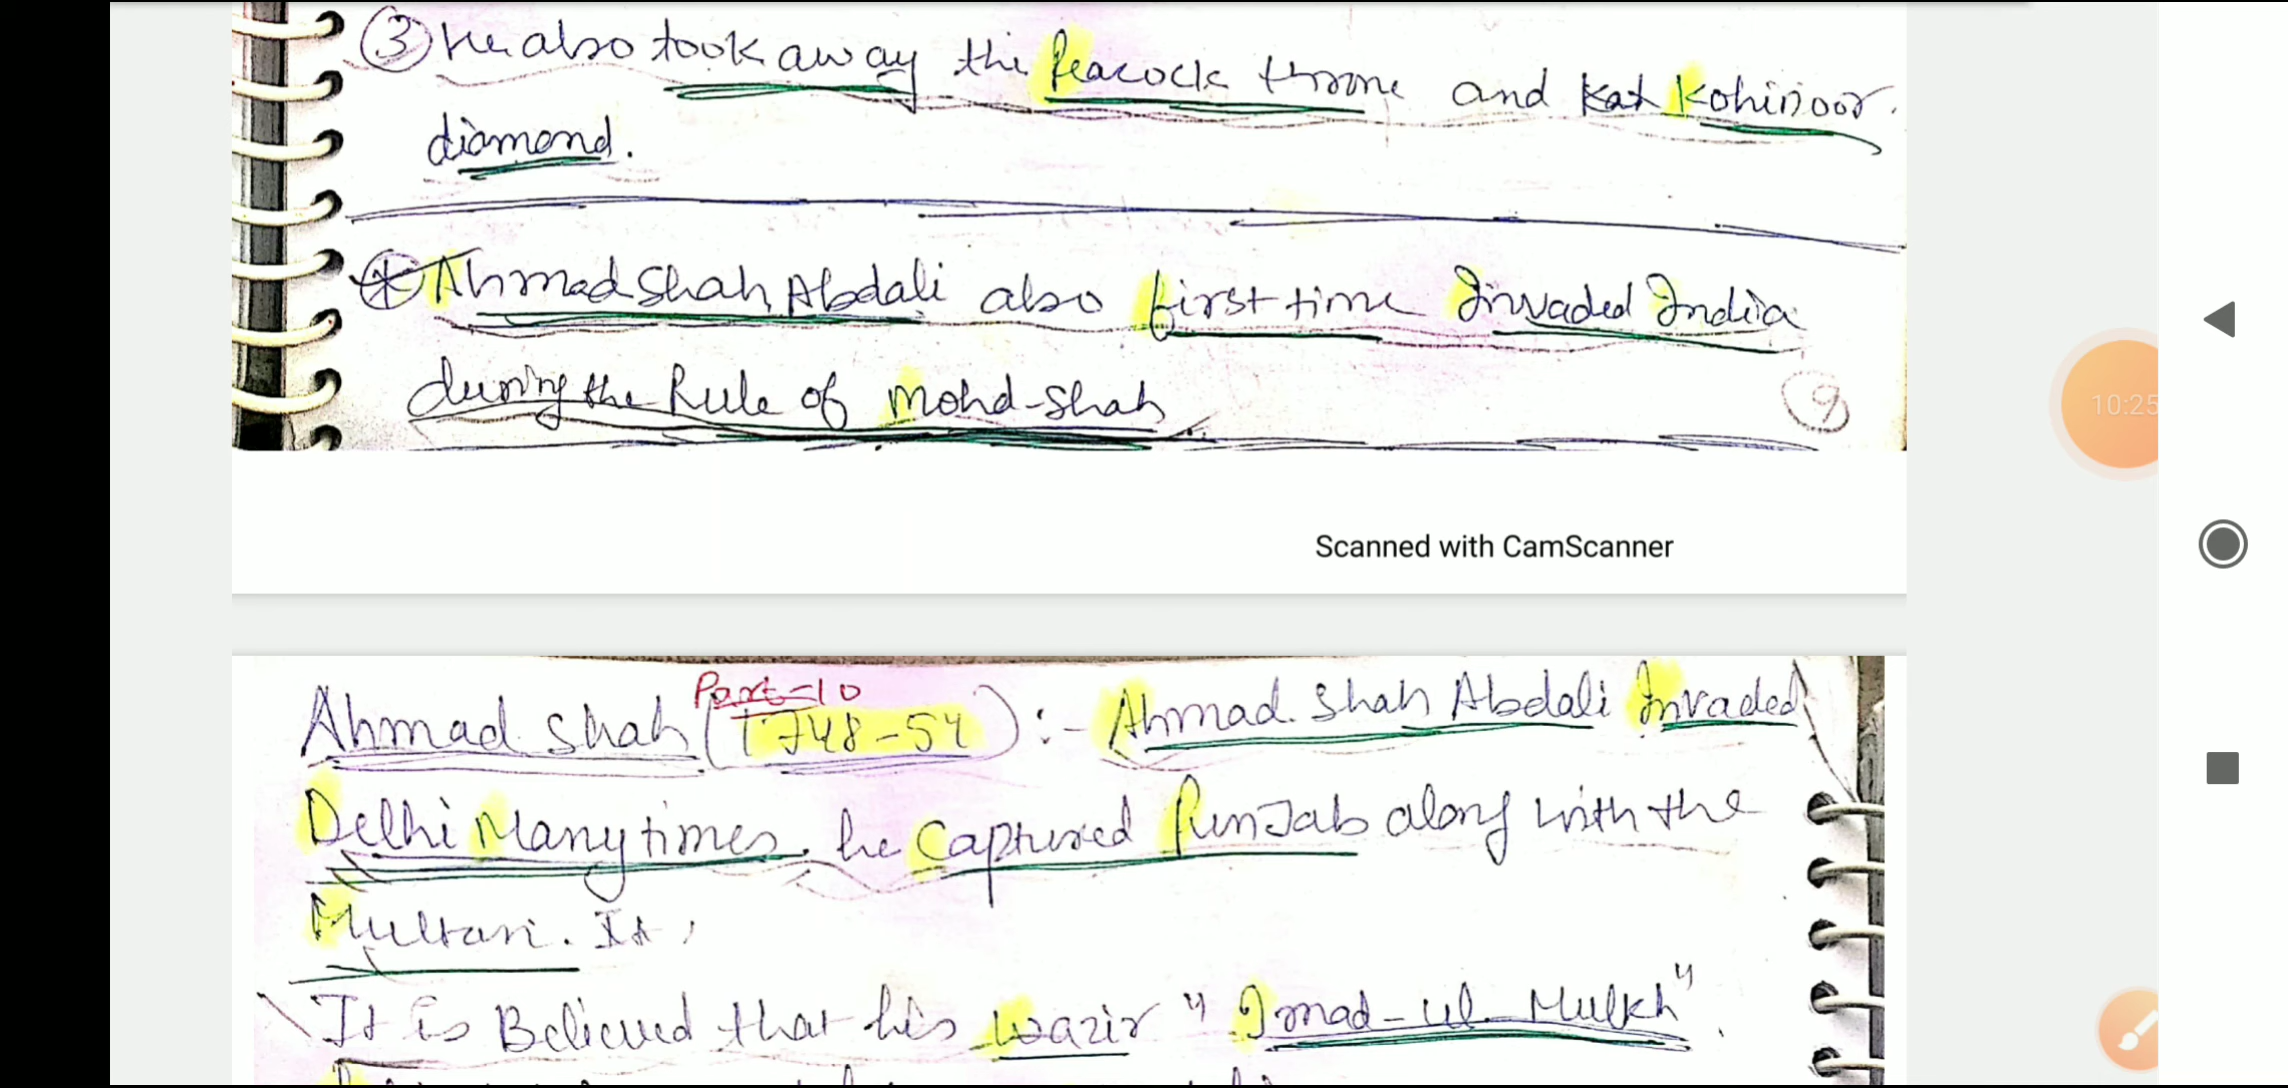 ③ He also took away the Peacock throne and Kohinoor.
diamond.
Ahmad Shah Abdali also first time Invaded India
during the Rule of Mohd-Shah
9
Scanned with CamScanner
Part-10
Ahmad Shah (1748-54) :- Ahmad Shah Abdali Invaded
Delhi Many times. he Captured Punjab along with the
Multan. It,
It is Believed that his wazir "Imad-ul-Mulkh".
10:25